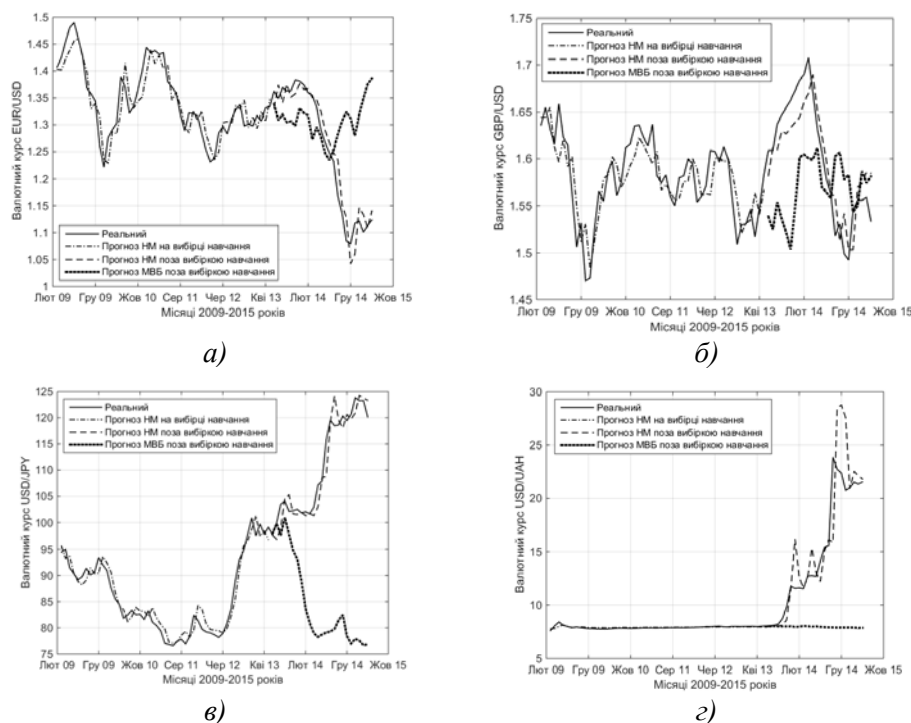 Валютний курс EUR/USD
1.5
1.45
1.4
1.35
1.3
1.25
1.2
1.15
1.1
1.05
1
Реальний
Прогноз НМ на вибірці навчання
Прогноз НМ поза вибіркою навчання
Прогноз МВБ поза вибіркою навчання
Лют 09 Гру 09 Жов 10 Сер 11 Чер 12 Кві 13 Лют 14 Гру 14 Жов 15
Місяці 2009-2015 років
а)
Валютний курс GBP/USD
1.75
1.7
1.65
1.6
1.55
1.5
1.45
Реальний
Прогноз НМ на вибірці навчання
Прогноз НМ поза вибіркою навчання
Прогноз МВБ поза вибіркою навчання
Лют 09 Гру 09 Жов 10 Сер 11 Чер 12 Кві 13 Лют 14 Гру 14 Жов 15
Місяці 2009-2015 років
б)
Валютний курс USD/JPY
125
120
115
110
105
100
95
90
85
80
75
Реальний
Прогноз НМ на вибірці навчання
Прогноз НМ поза вибіркою навчання
Прогноз МВБ поза вибіркою навчання
Лют 09 Гру 09 Жов 10 Сер 11 Чер 12 Кві 13 Лют 14 Гру 14 Жов 15
Місяці 2009-2015 років
в)
Валютний курс USD/UAH
30
25
20
15
10
5
Реальний
Прогноз НМ на вибірці навчання
Прогноз НМ поза вибіркою навчання
Прогноз МВБ поза вибіркою навчання
Лют 09 Гру 09 Жов 10 Сер 11 Чер 12 Кві 13 Лют 14 Гру 14 Жов 15
Місяці 2009-2015 років
г)